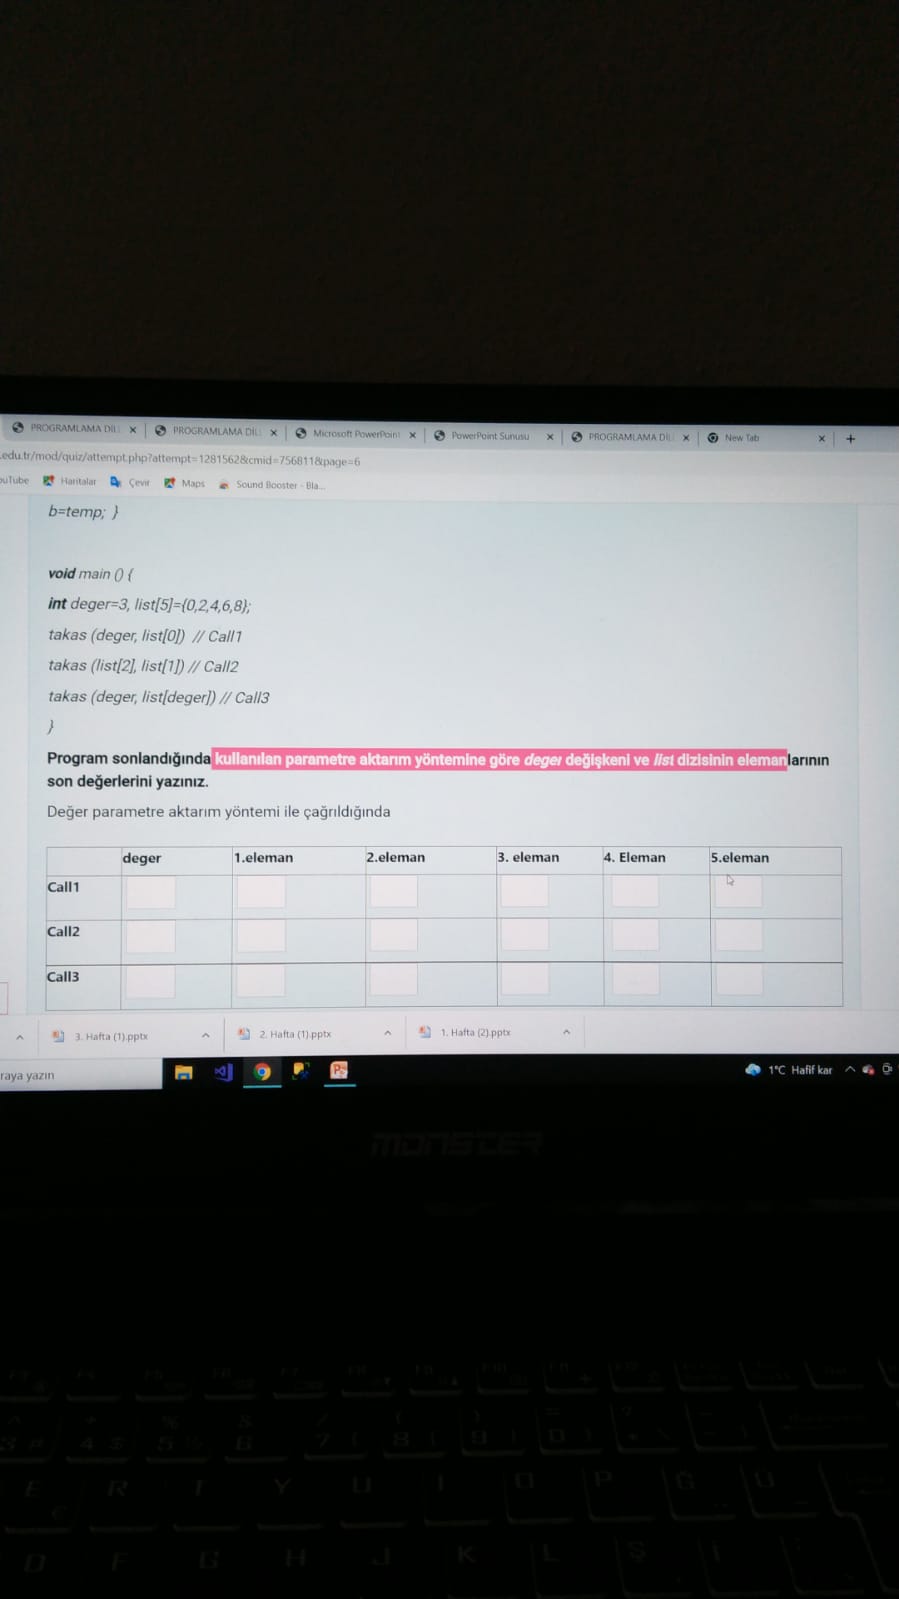 PROGRAMLAMA DİL
PROGRAMLAMA DİL
Microsoft PowerPoint
PowerPoint Sunusu
PROGRAMLAMA DİL
New Tab
.edu.tr/mod/quiz/attempt.php?attempt=1281562&cmid=756811&page=6
ouTube
Haritalar
Çevir
Maps
Sound Booster - Bla...
b=temp; }
void main () {
int deger=3, list[5]={0,2,4,6,8};
takas (deger, list[0]) // Call1
takas (list[2], list[1]) // Call2
takas (deger, list[deger]) // Call3
}
Program sonlandığında kullanılan parametre aktarım yöntemine göre deger değişkeni ve list dizisinin elemanlarının
son değerlerini yazınız.
Değer parametre aktarım yöntemi ile çağrıldığında
deger 1.eleman 2.eleman 3. eleman 4. Eleman 5.eleman
Call1
Call2
Call3
3. Hafta (1).pptx
2. Hafta (1).pptx
1. Hafta (2).pptx
raya yazın
1°C Hafif kar
MONSTER
E R T Y U I O P Ğ Ü
D F G H J K L Ş İ